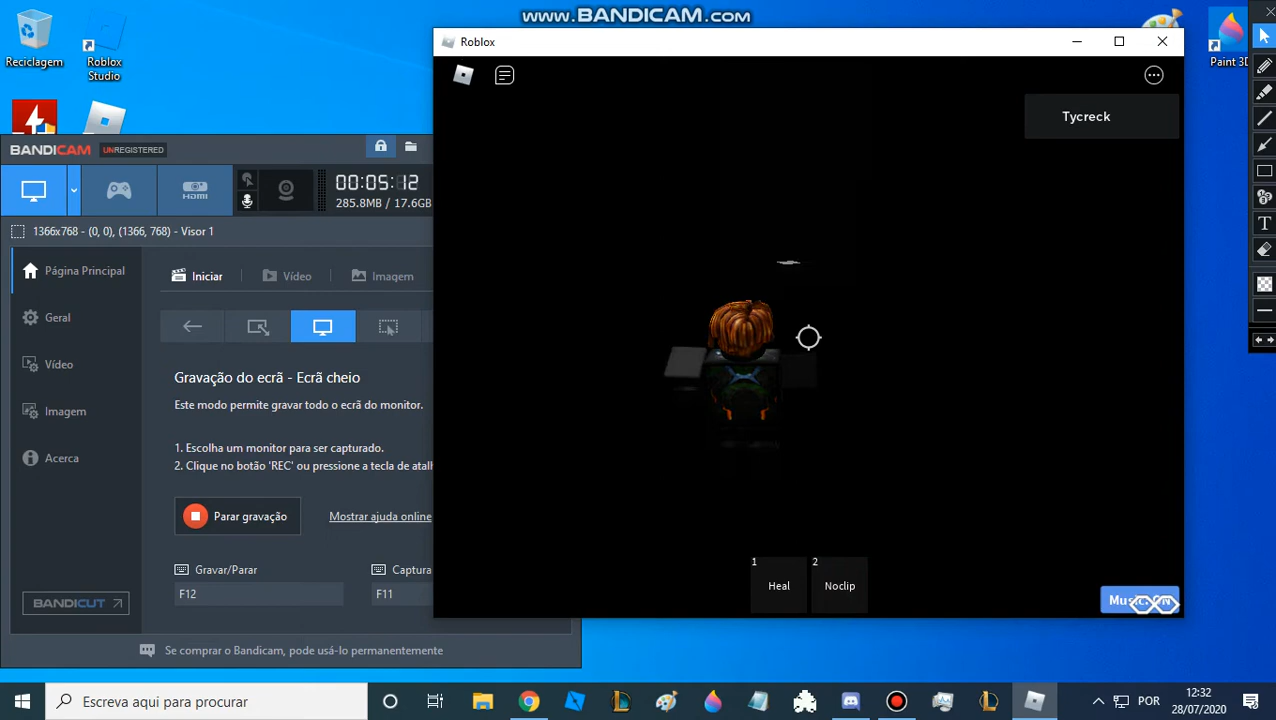 www.BANDICAM.com
Reciclagem
Roblox
Studio
Paint 3D
Roblox
Tycreck
BANDICAM UNREGISTERED
00:05:12
285.8MB / 17.6GB
1366x768 - (0, 0), (1366, 768) - Visor 1
Página Principal
Geral
Vídeo
Imagem
Acerca
Iniciar
Vídeo
Imagem
Gravação do ecrã - Ecrã cheio
Este modo permite gravar todo o ecrã do monitor.
1. Escolha um monitor para ser capturado.
2. Clique no botão 'REC' ou pressione a tecla de atalh
Parar gravação
Mostrar ajuda online
Gravar/Parar
Captura
F12
F11
BANDICUT
Se comprar o Bandicam, pode usá-lo permanentemente
1
Heal
2
Noclip
Music: ON
T
Escreva aqui para procurar
POR
12:32
28/07/2020